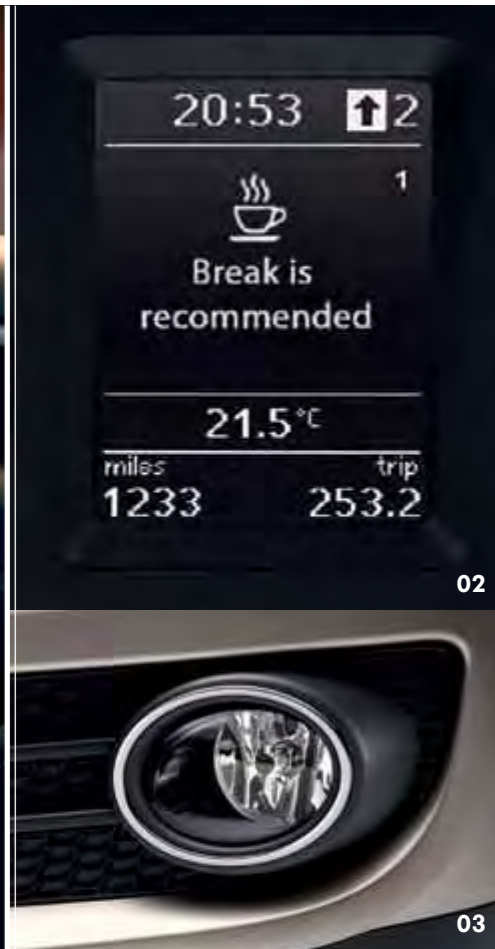 20:53 2
1
Break is
recommended
21.5°C
miles trip
1233 253.2
02
03